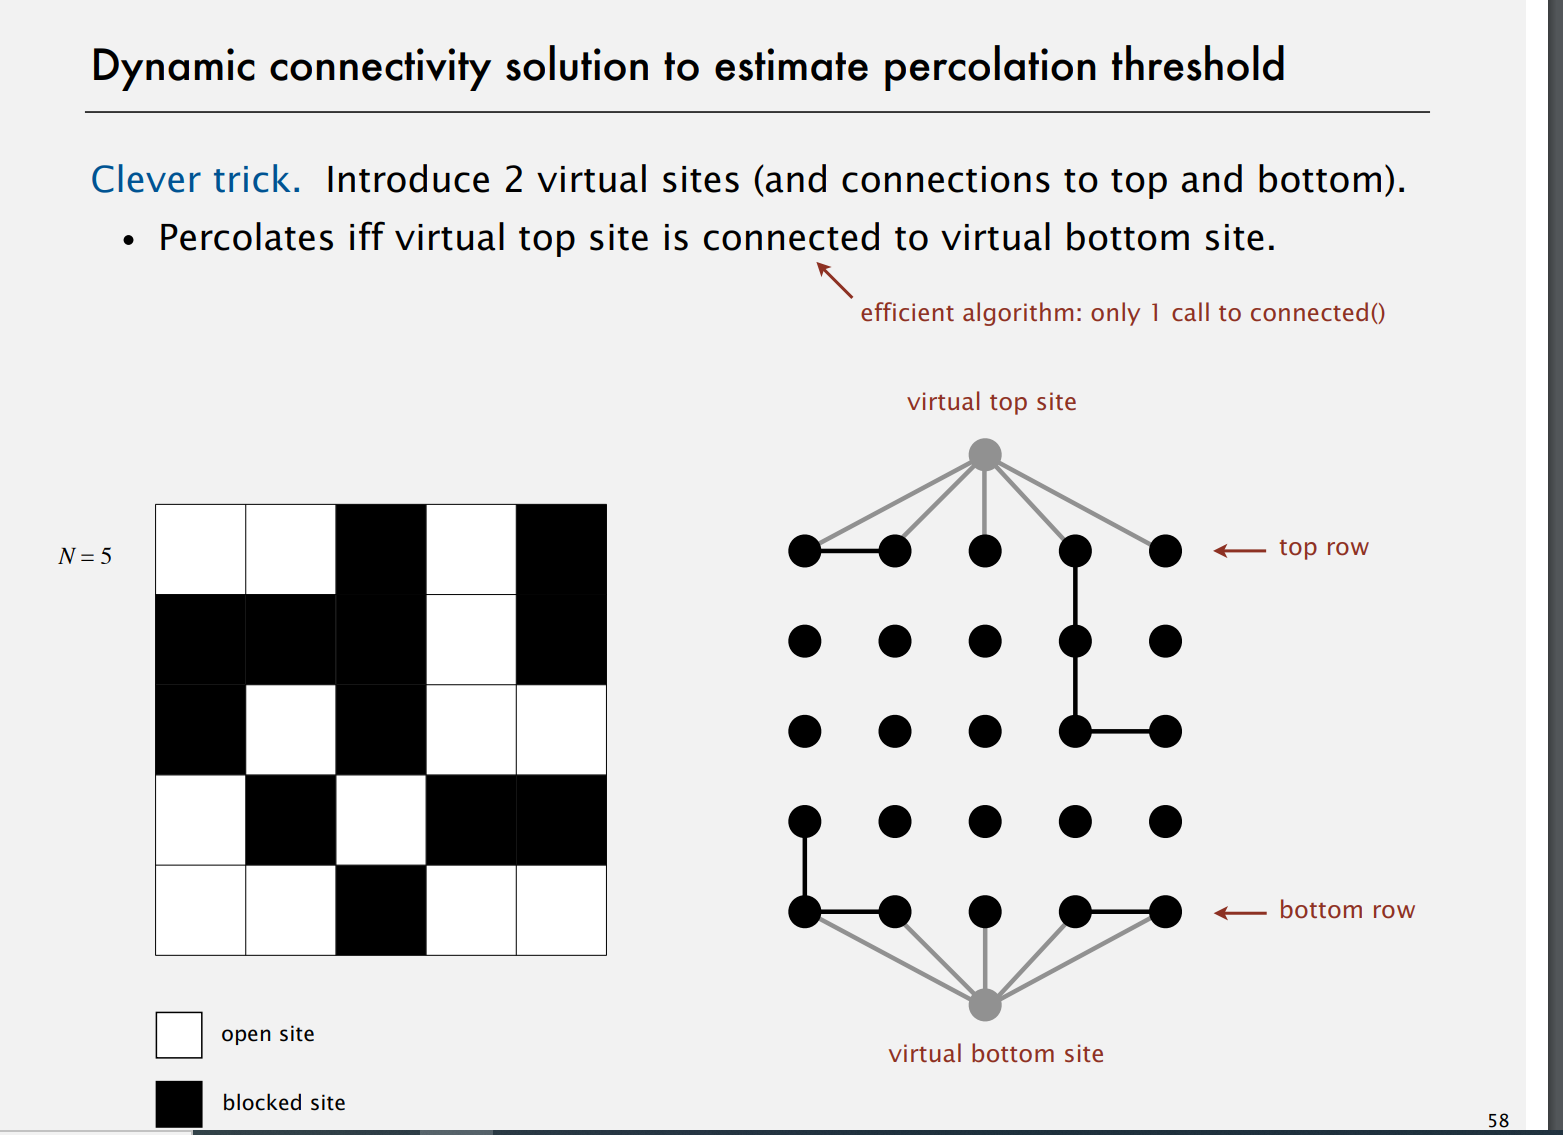 Dynamic connectivity solution to estimate percolation threshold
Clever trick. Introduce 2 virtual sites (and connections to top and bottom).
• Percolates iff virtual top site is connected to virtual bottom site.
efficient algorithm: only 1 call to connected()
virtual top site
N = 5
top row
bottom row
virtual bottom site
open site
blocked site
58